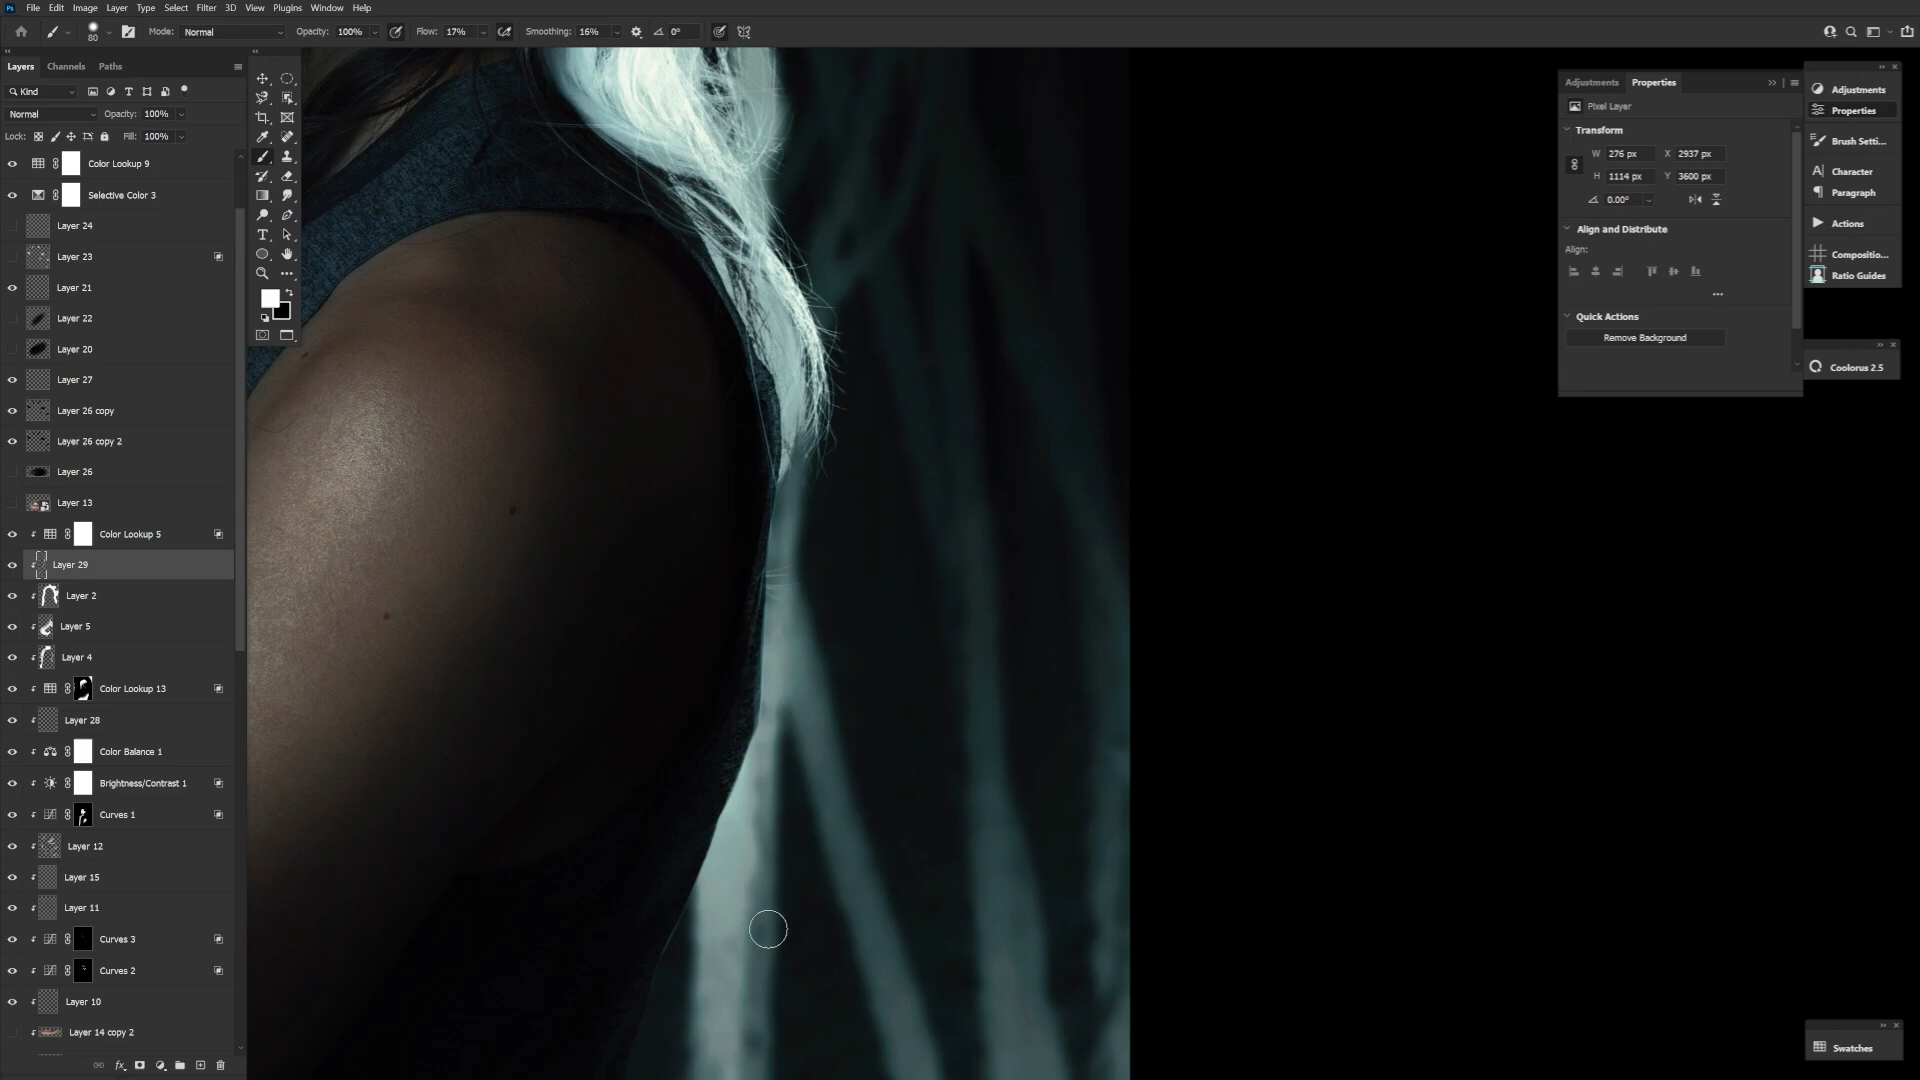 Ps File Edit Image Layer Type Select Filter 3D View Plugins Window Help
80 Mode: Normal Opacity: 100% Flow: 17% Smoothing: 16% 0°
Layers Channels Paths
Kind
Normal Opacity: 100%
Lock: Fill: 100%
Color Lookup 9
Selective Color 3
Layer 24
Layer 23
Layer 21
Layer 22
Layer 20
Layer 27
Layer 26 copy
Layer 26 copy 2
Layer 26
Layer 13
Color Lookup 5
Layer 29
Layer 2
Layer 5
Layer 4
Color Lookup 13
Layer 28
Color Balance 1
Brightness/Contrast 1
Curves 1
Layer 12
Layer 15
Layer 11
Curves 3
Curves 2
Layer 10
Layer 14 copy 2
fx
Adjustments Properties
Pixel Layer
Transform
W 276 px X 2937 px
H 1114 px Y 3600 px
0.00°
Align and Distribute
Align:
Quick Actions
Remove Background
Adjustments
Properties
Brush Setti...
Character
Paragraph
Actions
Compositio...
Ratio Guides
Coolorus 2.5
Swatches